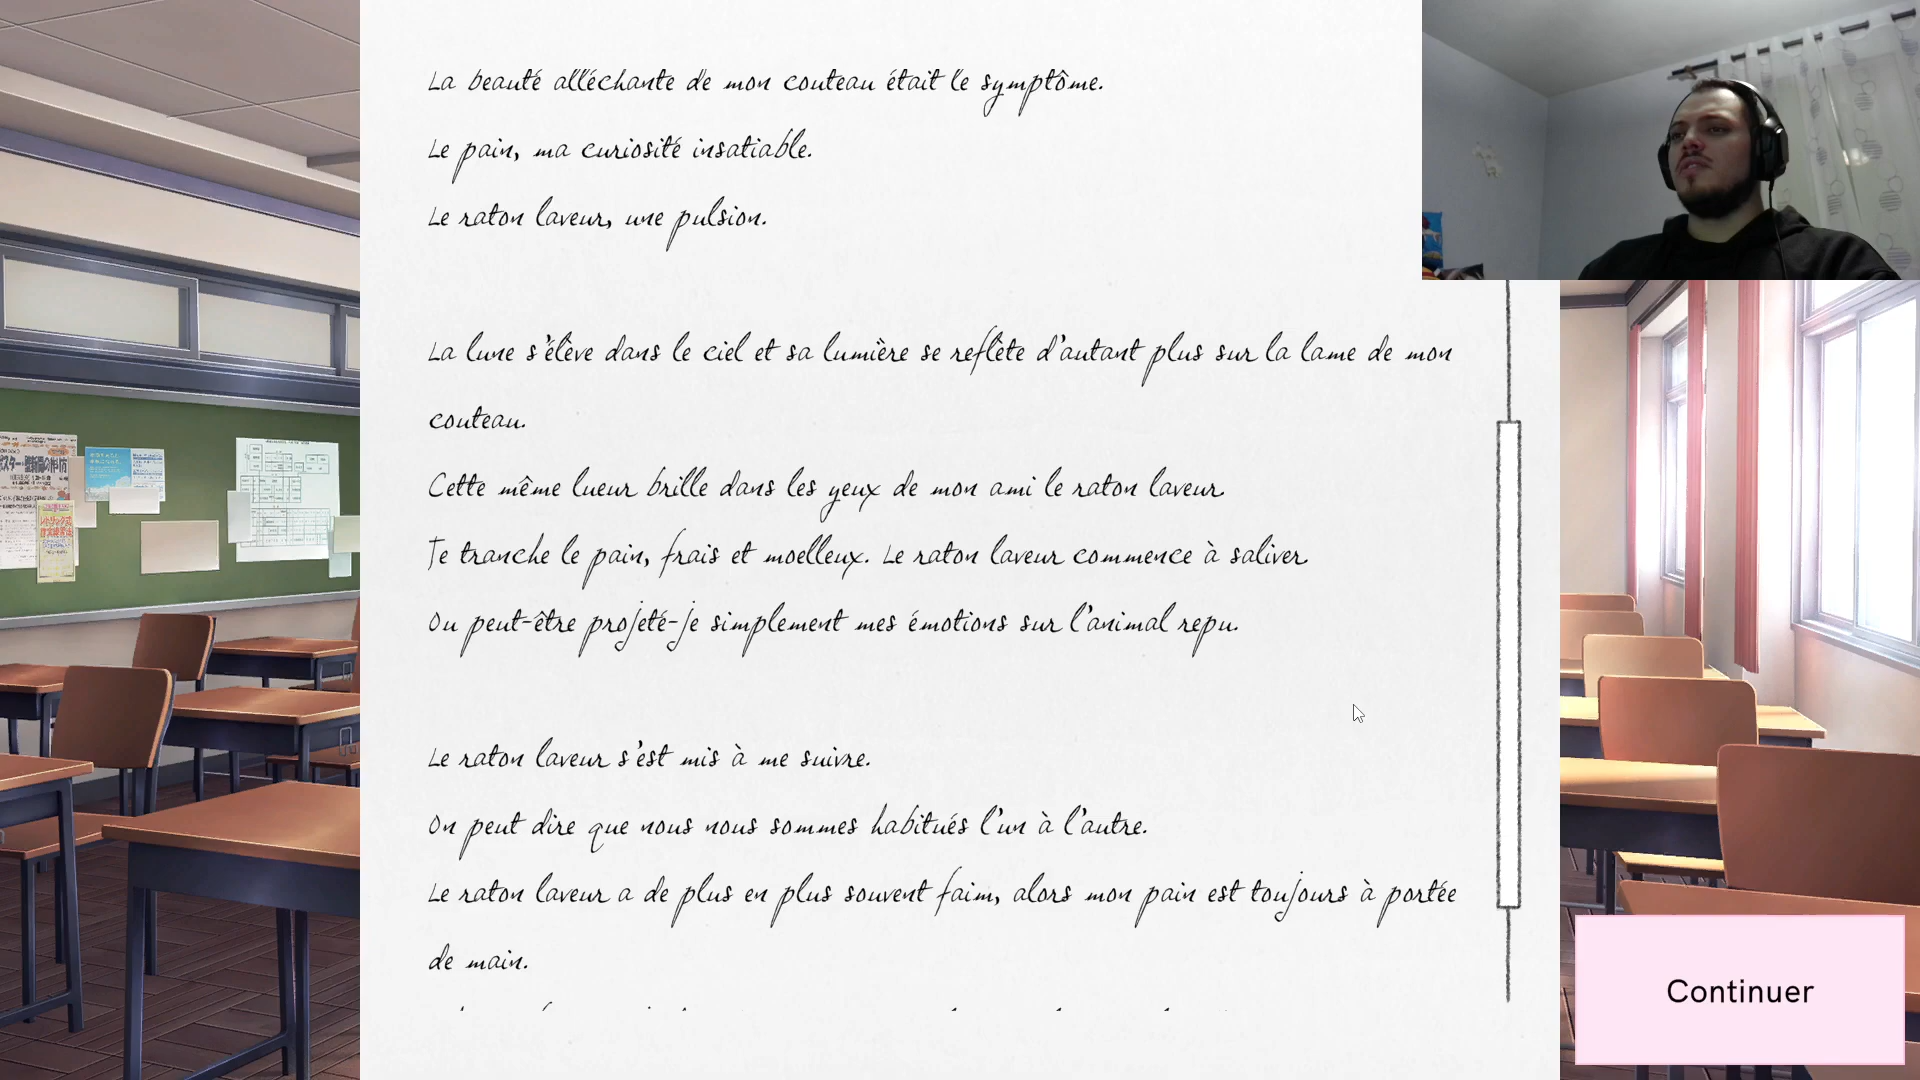 La beauté alléchante de mon couteau était le symptôme.
Le pain, ma curiosité insatiable.
Le raton laveur, une pulsion.
La lune s'élève dans le ciel et sa lumière se reflète d'autant plus sur la lame de mon
couteau.
Cette même lueur brille dans les yeux de mon ami le raton laveur.
Je tranche le pain, frais et moelleux. Le raton laveur commence à saliver.
Ou peut-être projeté-je simplement mes émotions sur l'animal repu.
Le raton laveur s'est mis à me suivre.
On peut dire que nous nous sommes habitués l'un à l'autre.
Le raton laveur a de plus en plus souvent faim, alors mon pain est toujours à portée
de main.
Continuer